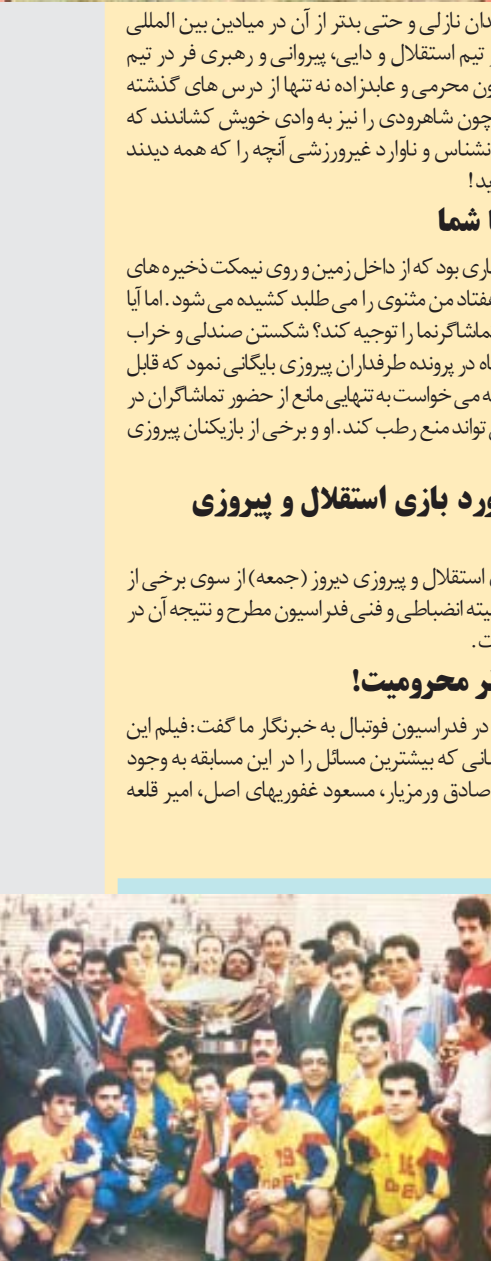 دان نازلی و حتی بدتر از آن در میادین بین المللی
تیم استقلال و دایی، پیروانی و رهبری فر در تیم
ون محرمی و عابدزاده نه تنها از درس های گذشته
چون شاهرودی را نیز به وادی خویش کشاندند که
نشناس و ناوارد غیرورزشی آنچه را که همه دیدند
ید!
ا شما
اری بود که از داخل زمین و روی نیمکت ذخیره های
فتاد من مثنوی را می طلبد کشیده می شود. اما آیا
ماشاگرنما را توجیه کند؟ شکستن صندلی و خراب
اه در پرونده طرفداران پیروزی بایگانی نمود که قابل
ه می خواست به تنهایی مانع از حضور تماشاگران در
تواند منع رطب کند. او و برخی از بازیکنان پیروزی
ورد بازی استقلال و پیروزی
استقلال و پیروزی دیروز (جمعه) از سوی برخی از
یته انضباطی و فنی فدراسیون مطرح و نتیجه آن در
ت.
ر محرومیت!
در فدراسیون فوتبال به خبرنگار ما گفت: فیلم این
انی که بیشترین مسائل را در این مسابقه به وجود
صادق ورمزیار، مسعود غفوریهای اصل، امیر قلعه
19
16